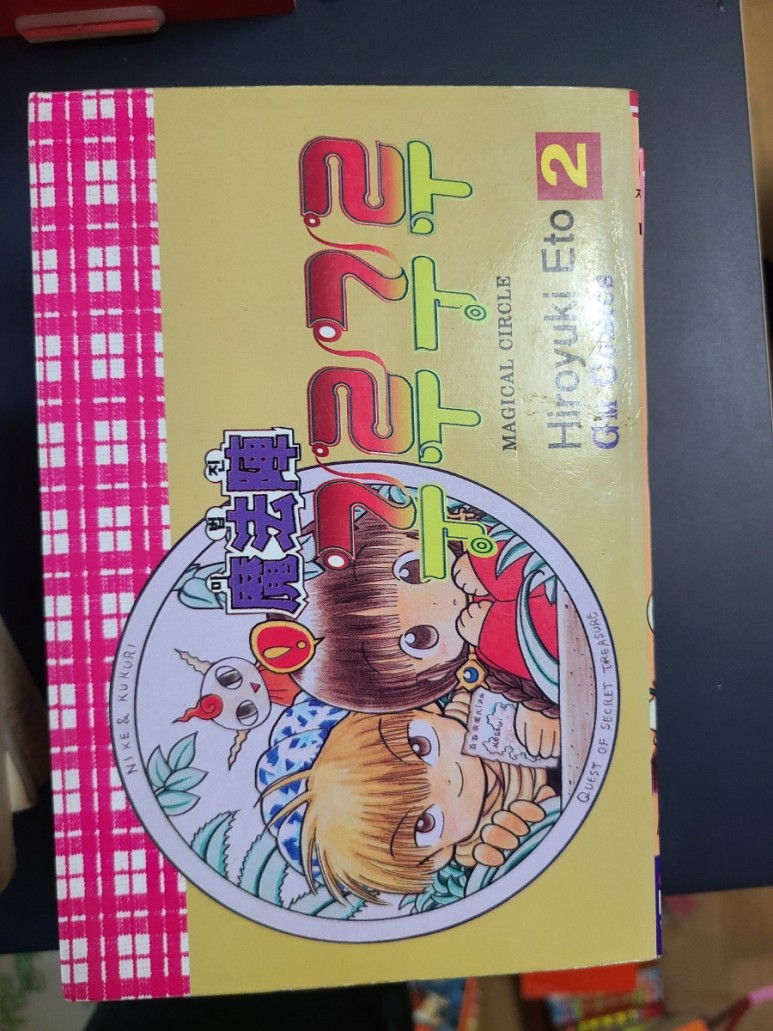 마법진
魔法陣
구루구루
MAGICAL CIRCLE
Hiroyuki Eto 2
NIKE & KUKURI
QUEST OF SECRET TREASURE